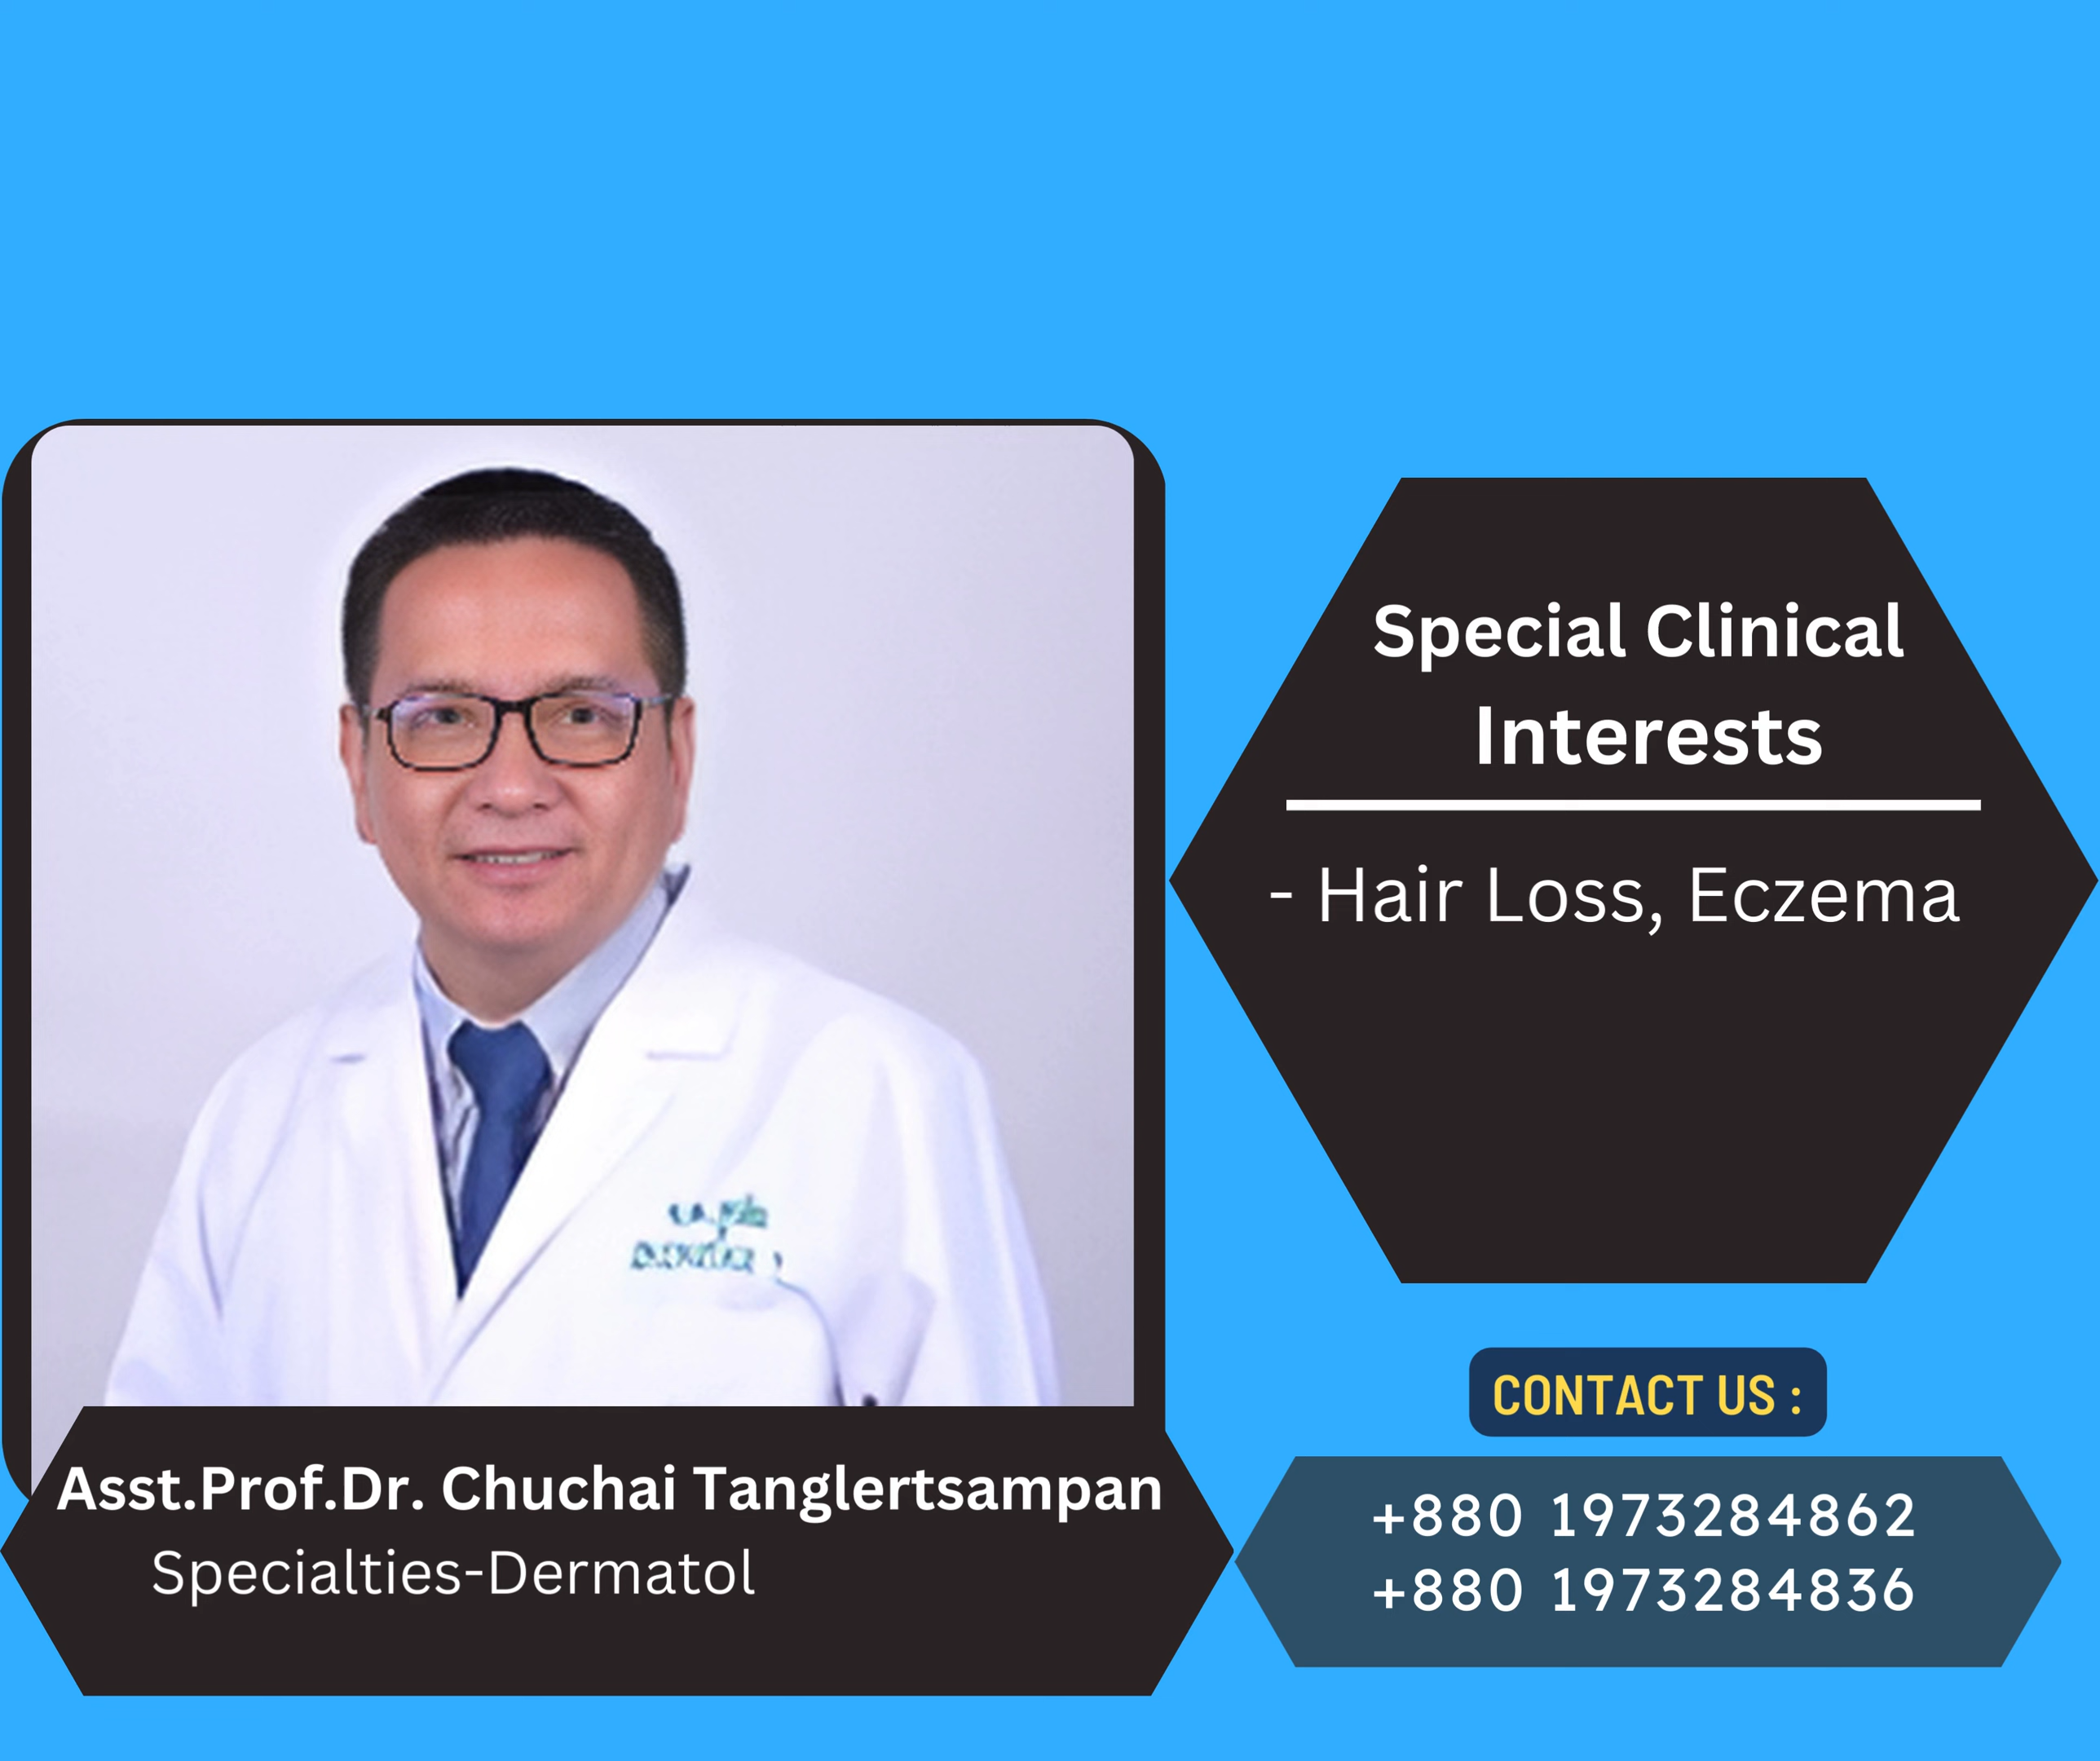 Special Clinical
Interests
- Hair Loss, Eczema
CONTACT US :
+880 1973284862
+880 1973284836
Asst.Prof.Dr. Chuchai Tanglertsampan
Specialties-Dermatol